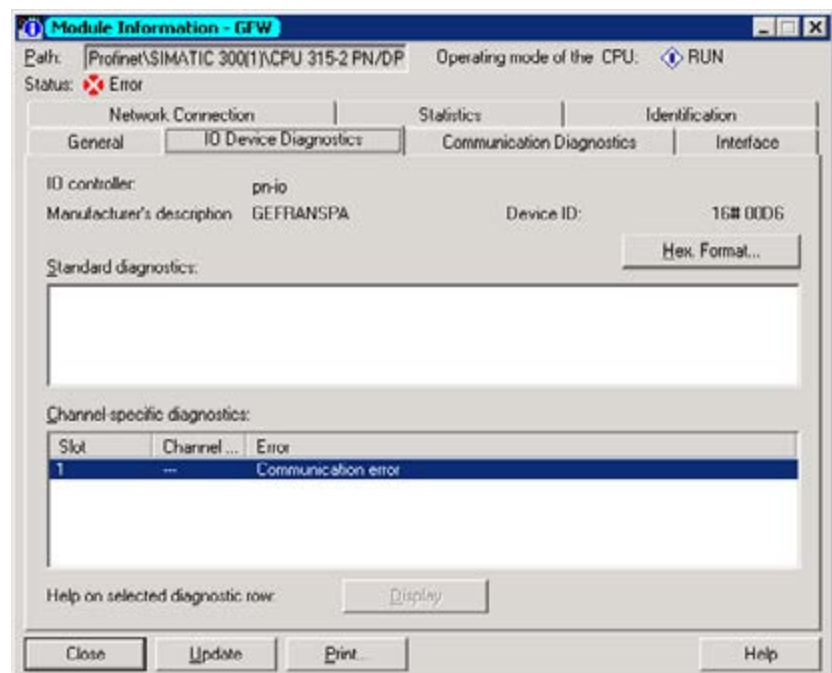 Module Information - GFW
Path: Profinet\SIMATIC 300(1)\CPU 315-2 PN/DP Operating mode of the CPU: RUN
Status: Error
Network Connection Statistics Identification
General IO Device Diagnostics Communication Diagnostics Interface
IO controller: pn-io
Manufacturer's description GEFRANSPA Device ID: 16# 00D6
Hex. Format...
Standard diagnostics:
Channel-specific diagnostics:
Slot Channel ... Error
1 --- Communication error
Help on selected diagnostic row: Display
Close Update Print... Help